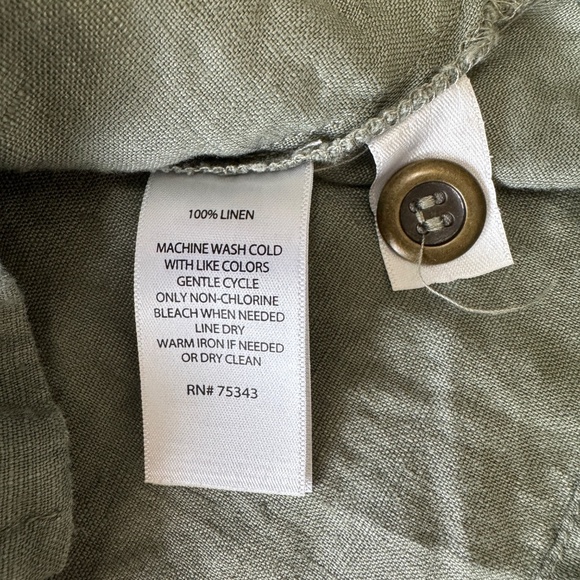 100% LINEN
MACHINE WASH COLD
WITH LIKE COLORS
GENTLE CYCLE
ONLY NON-CHLORINE
BLEACH WHEN NEEDED
LINE DRY
WARM IRON IF NEEDED
OR DRY CLEAN
RN# 75343